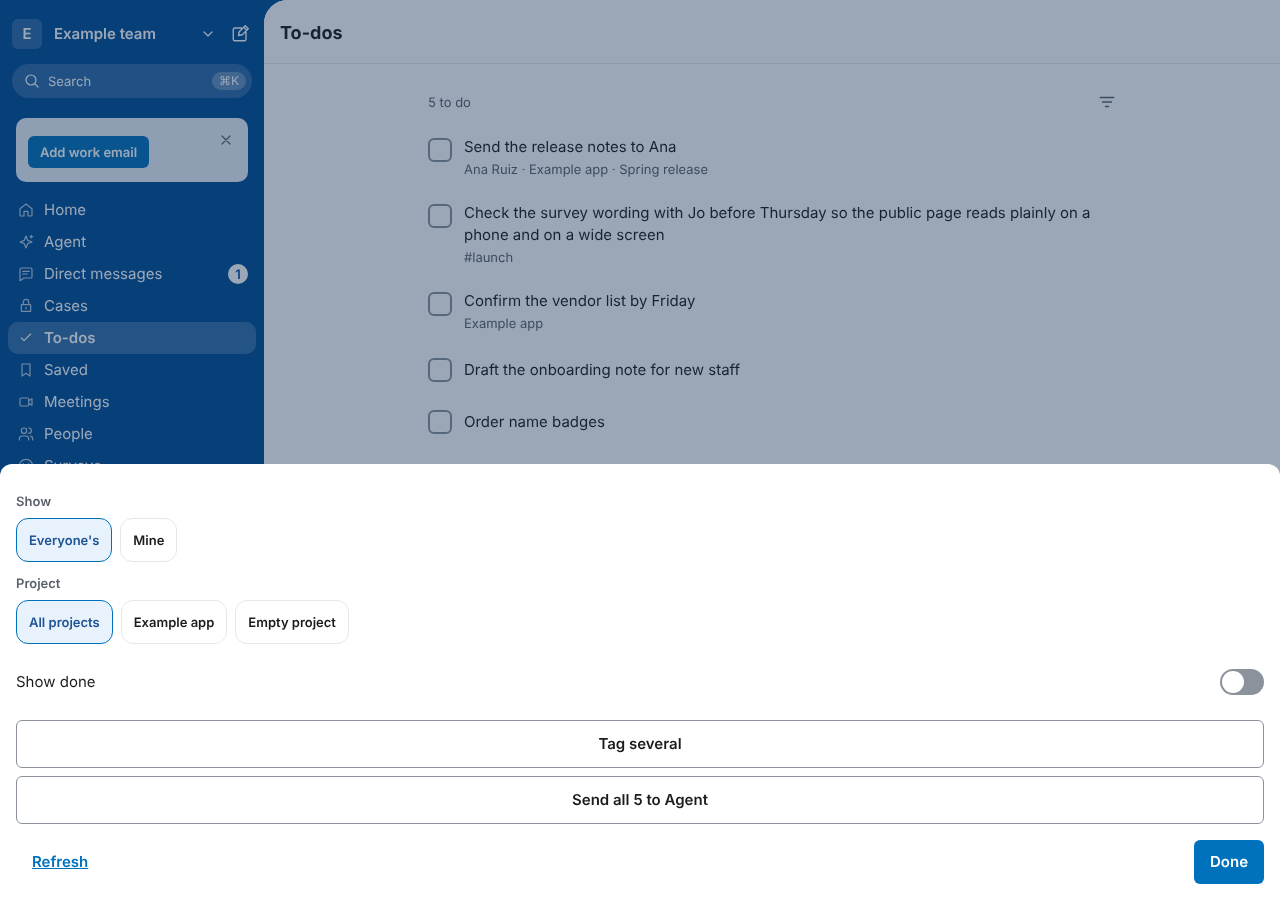 E Example team
Search ⌘K
Add work email
Home
Agent
Direct messages 1
Cases
To-dos
Saved
Meetings
People
Surveys
To-dos
5 to do
Send the release notes to Ana
Ana Ruiz · Example app · Spring release
Check the survey wording with Jo before Thursday so the public page reads plainly on a
phone and on a wide screen
#launch
Confirm the vendor list by Friday
Example app
Draft the onboarding note for new staff
Order name badges
Show
Everyone's Mine
Project
All projects Example app Empty project
Show done
Tag several
Send all 5 to Agent
Refresh Done